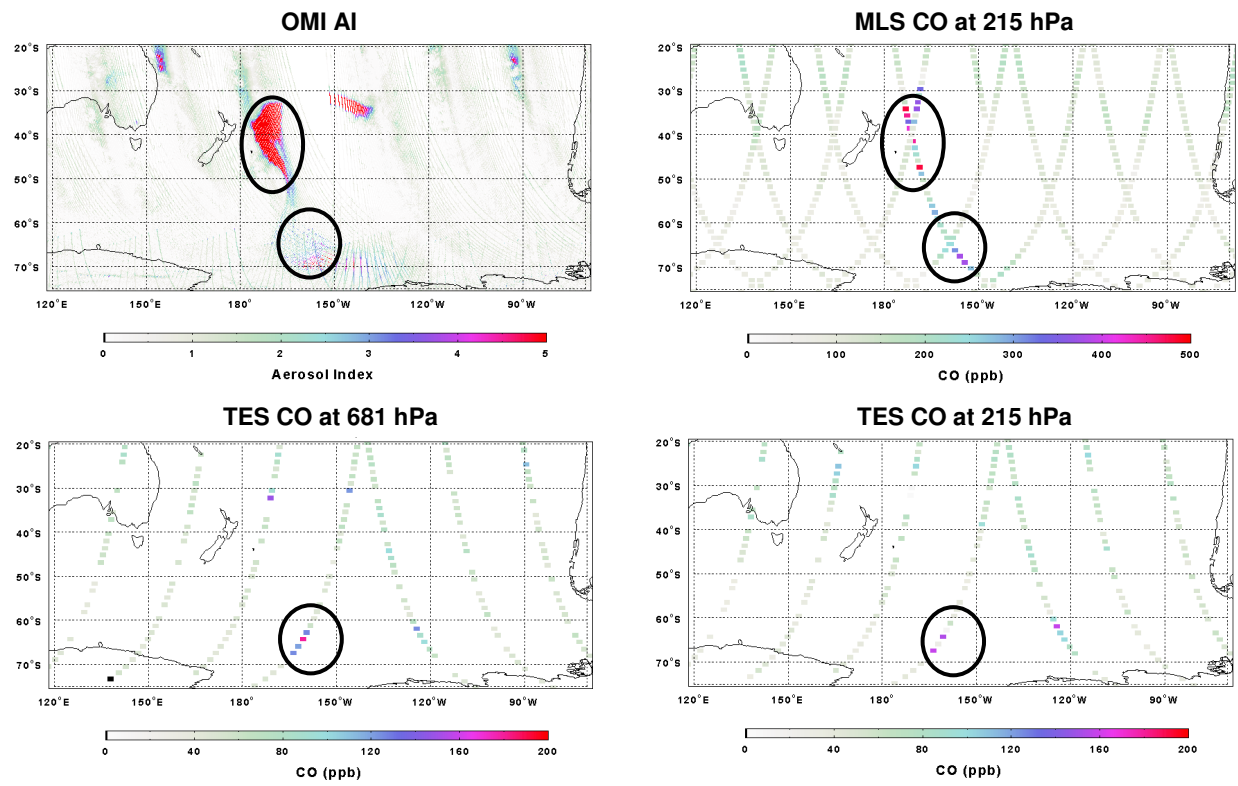 OMI AI
20°S
30°S
40°S
50°S
60°S
70°S
120°E 150°E 180° 150°W 120°W 90°W
0 1 2 3 4 5
Aerosol Index
MLS CO at 215 hPa
20°S
30°S
40°S
50°S
60°S
70°S
120°E 150°E 180° 150°W 120°W 90°W
0 100 200 300 400 500
CO (ppb)
TES CO at 681 hPa
20°S
30°S
40°S
50°S
60°S
70°S
120°E 150°E 180° 150°W 120°W 90°W
0 40 80 120 160 200
CO (ppb)
TES CO at 215 hPa
20°S
30°S
40°S
50°S
60°S
70°S
120°E 150°E 180° 150°W 120°W 90°W
0 40 80 120 160 200
CO (ppb)